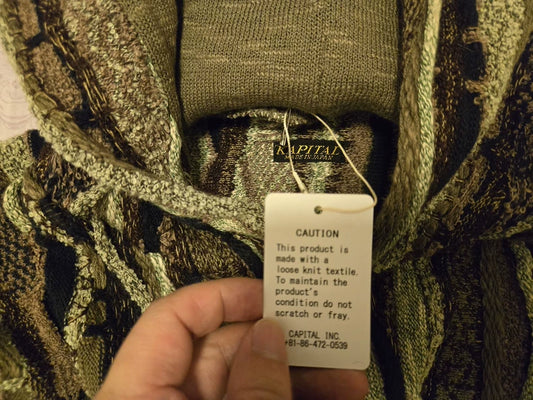 KAPITAL
MADE IN JAPAN
CAUTION
This product is
made with a
loose knit textile.
To maintain the
product's
condition do not
scratch or fray.
CAPITAL INC.
+81-86-472-0539